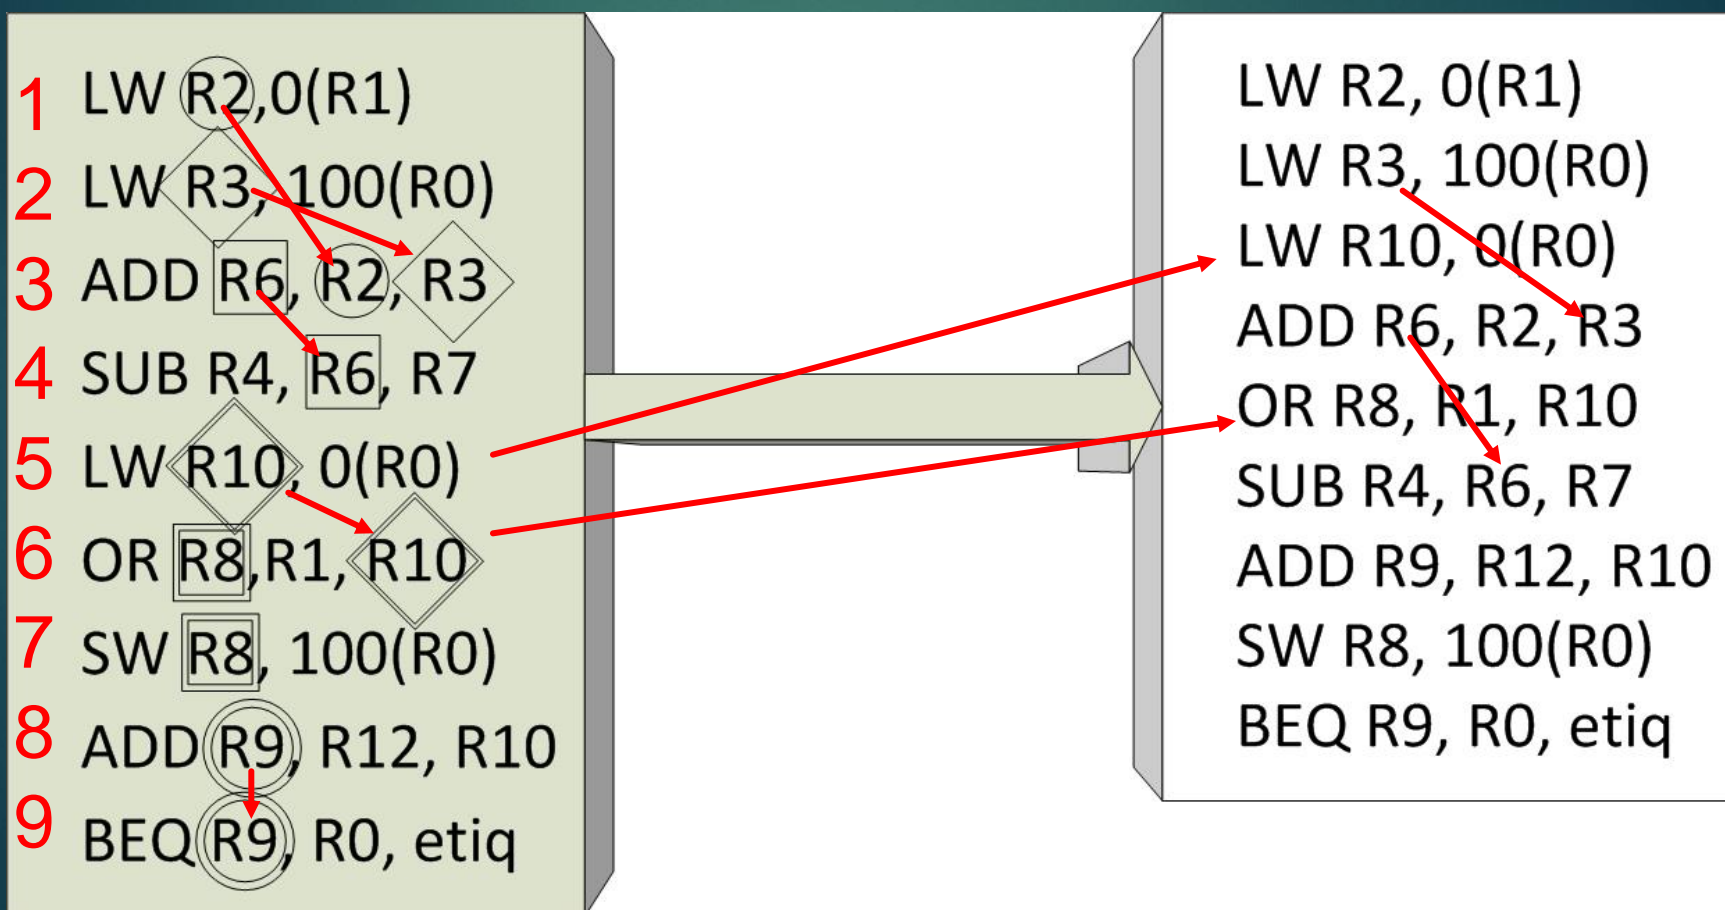 1 LW R2,0(R1)
2 LW R3, 100(R0)
3 ADD R6, R2, R3
4 SUB R4, R6, R7
5 LW R10, 0(R0)
6 OR R8,R1, R10
7 SW R8, 100(R0)
8 ADD R9, R12, R10
9 BEQ R9, R0, etiq
LW R2, 0(R1)
LW R3, 100(R0)
LW R10, 0(R0)
ADD R6, R2, R3
OR R8, R1, R10
SUB R4, R6, R7
ADD R9, R12, R10
SW R8, 100(R0)
BEQ R9, R0, etiq